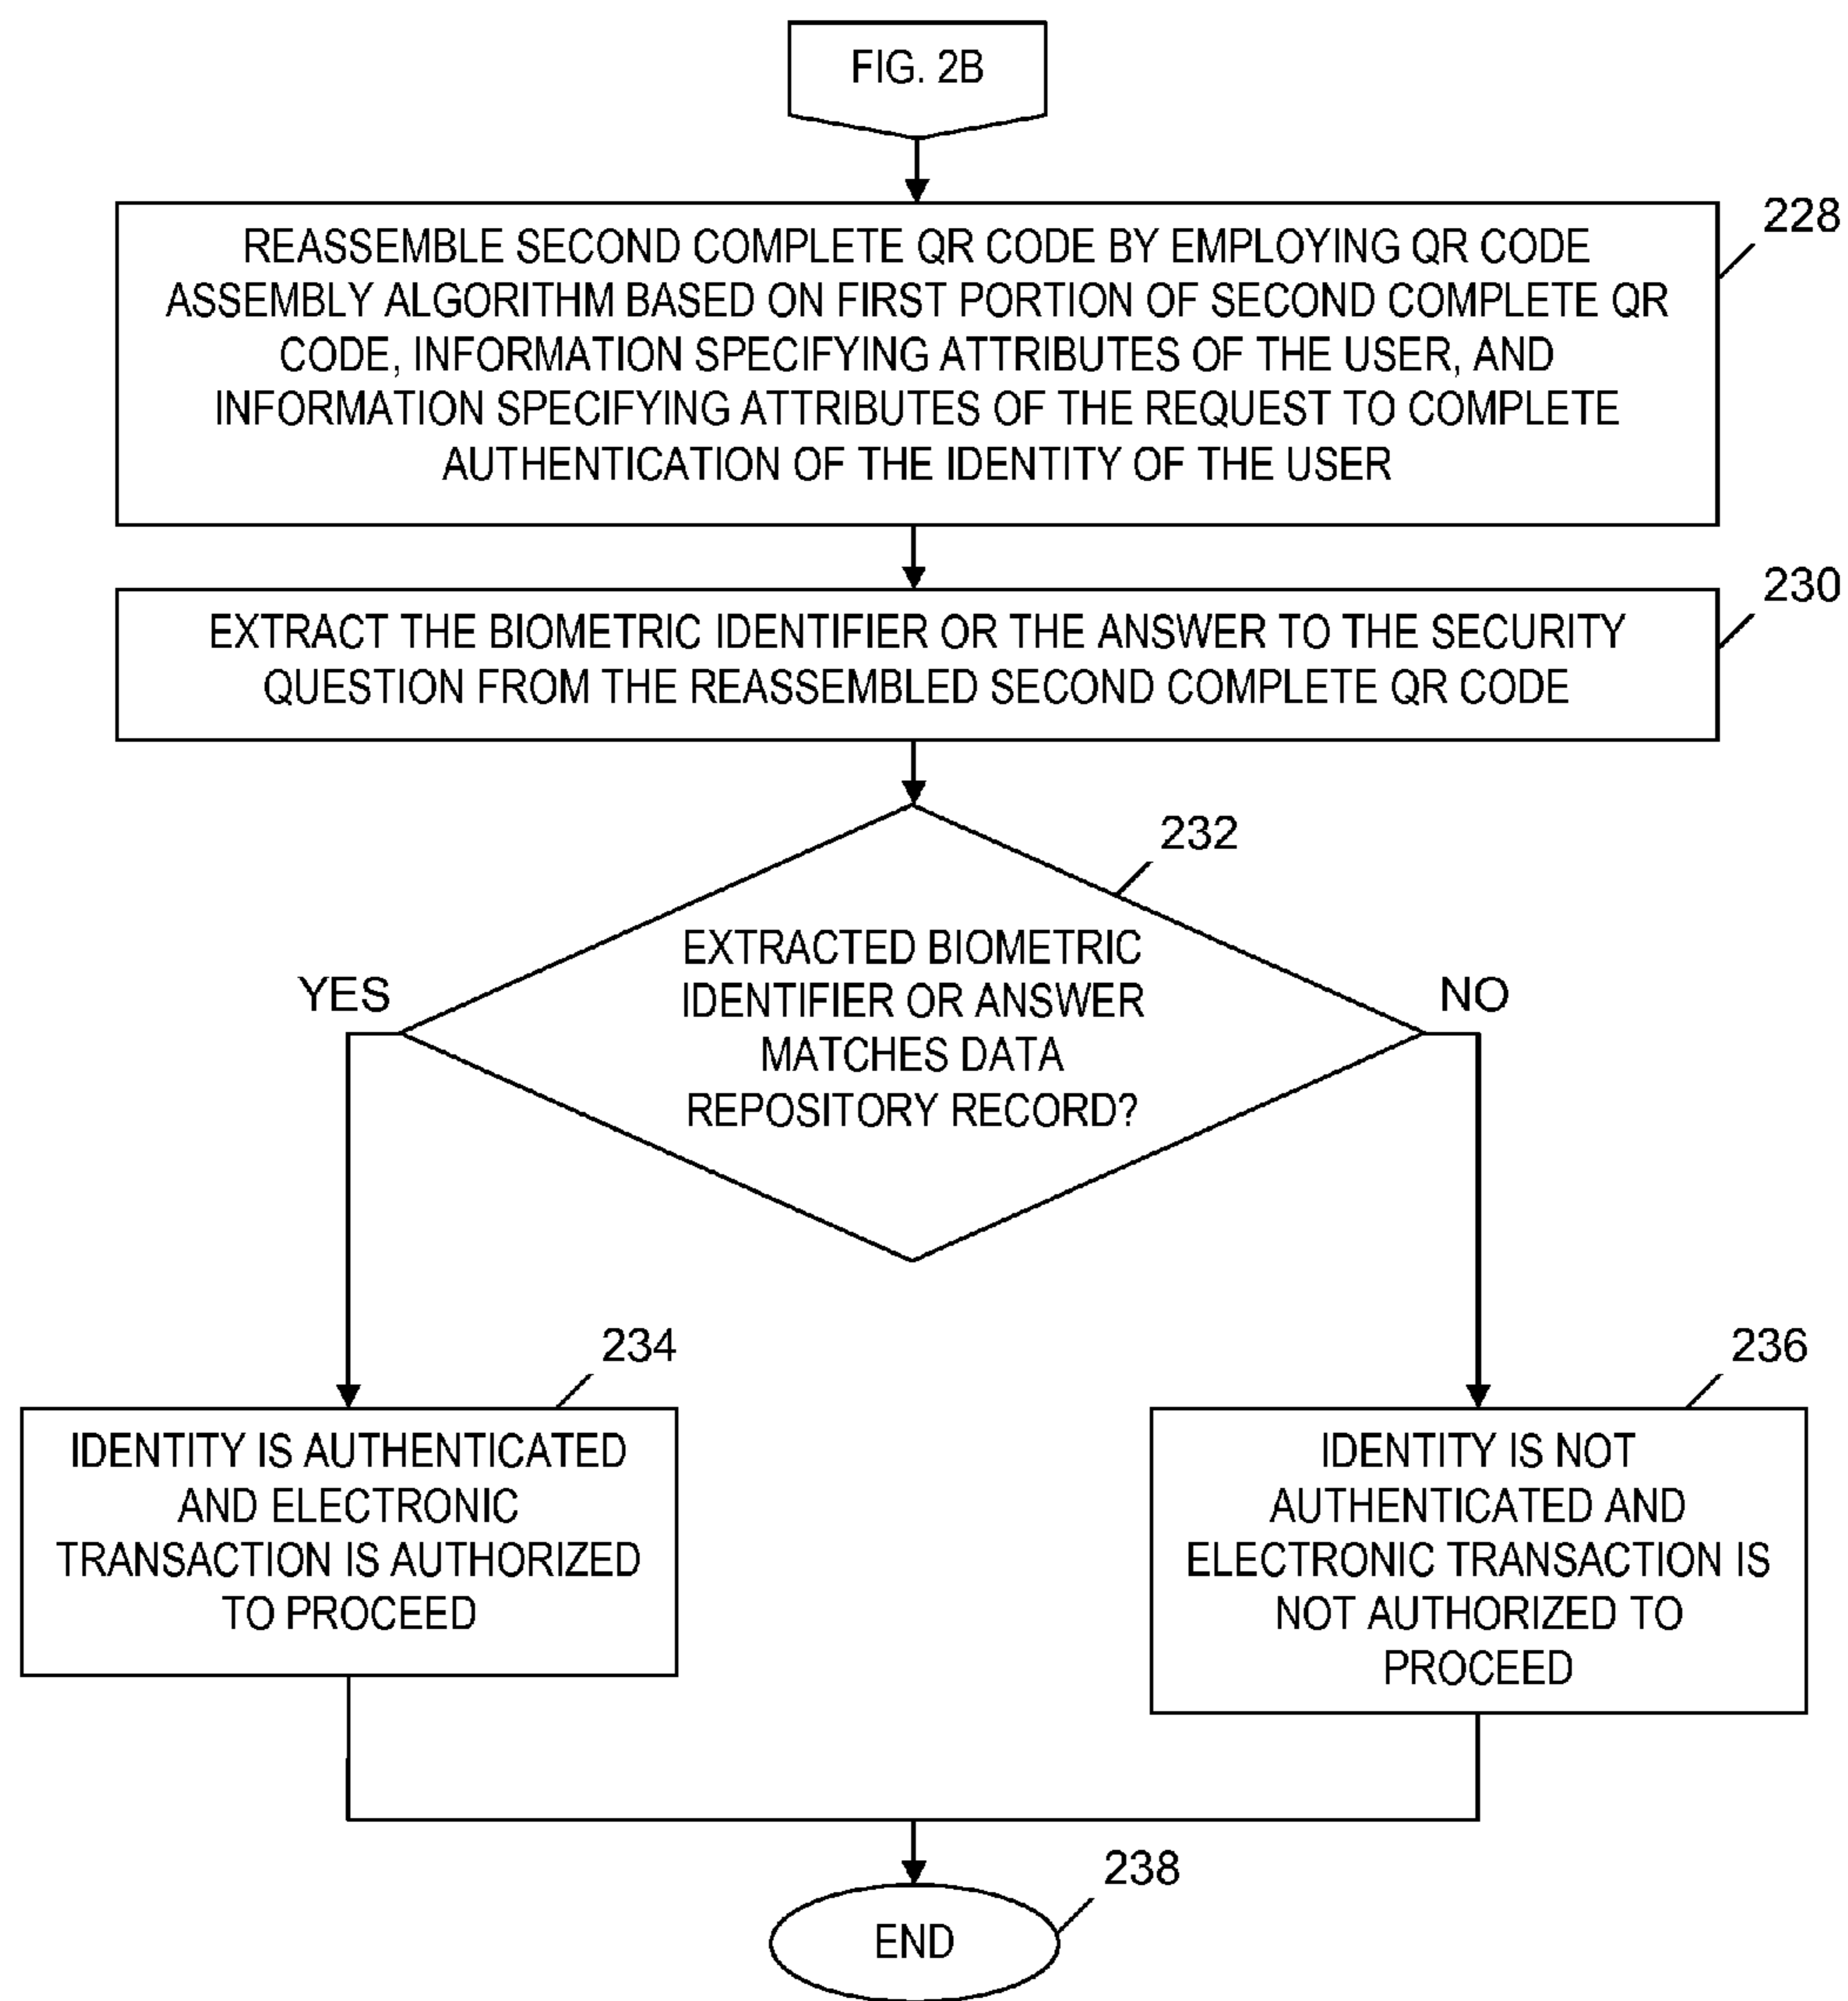 FIG. 2B
228
REASSEMBLE SECOND COMPLETE QR CODE BY EMPLOYING QR CODE
ASSEMBLY ALGORITHM BASED ON FIRST PORTION OF SECOND COMPLETE QR
CODE, INFORMATION SPECIFYING ATTRIBUTES OF THE USER, AND
INFORMATION SPECIFYING ATTRIBUTES OF THE REQUEST TO COMPLETE
AUTHENTICATION OF THE IDENTITY OF THE USER
230
EXTRACT THE BIOMETRIC IDENTIFIER OR THE ANSWER TO THE SECURITY
QUESTION FROM THE REASSEMBLED SECOND COMPLETE QR CODE
232
EXTRACTED BIOMETRIC
IDENTIFIER OR ANSWER
MATCHES DATA
REPOSITORY RECORD?
YES
NO
234
IDENTITY IS AUTHENTICATED
AND ELECTRONIC
TRANSACTION IS AUTHORIZED
TO PROCEED
236
IDENTITY IS NOT
AUTHENTICATED AND
ELECTRONIC TRANSACTION IS
NOT AUTHORIZED TO
PROCEED
238
END